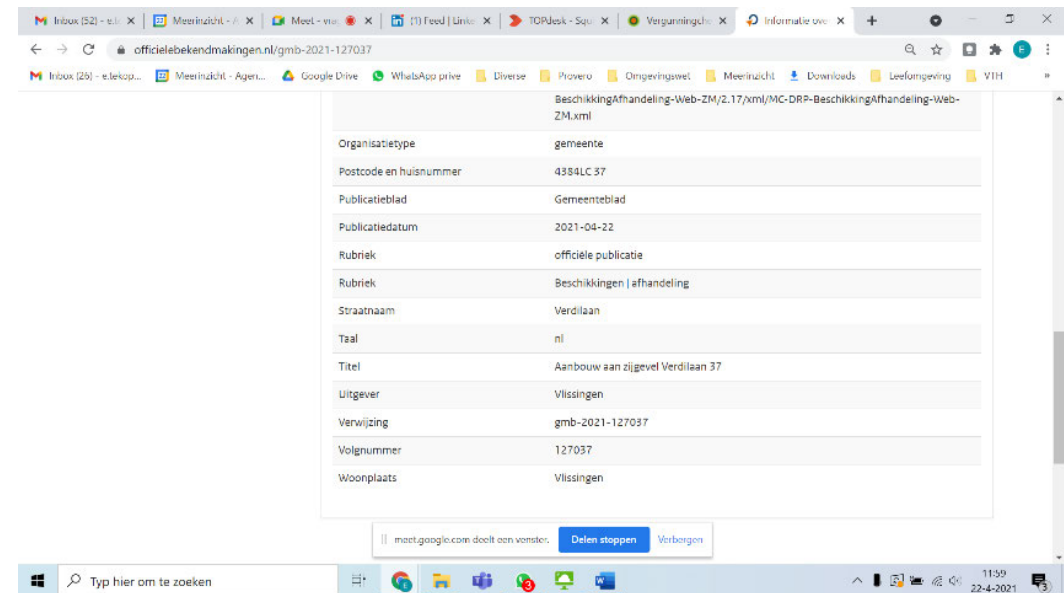 Inbox (52) - e.te
Meerinzicht - A
Meet - vra
(1) Feed | Linke
TOPdesk - Squ
Vergunningche
Informatie ove
officielebekendmakingen.nl/gmb-2021-127037
E
Inbox (26) - e.tekop...
Meerinzicht - Agen...
Google Drive
WhatsApp prive
Diverse
Provero
Omgevingswet
Meerinzicht
Downloads
Leefomgeving
VTH
»
BeschikkingAfhandeling-Web-ZM/2.17/xml/MC-DRP-BeschikkingAfhandeling-Web-
ZM.xml
Organisatietype gemeente
Postcode en huisnummer 4384LC 37
Publicatieblad Gemeenteblad
Publicatiedatum 2021-04-22
Rubriek officiële publicatie
Rubriek Beschikkingen | afhandeling
Straatnaam Verdilaan
Taal nl
Titel Aanbouw aan zijgevel Verdilaan 37
Uitgever Vlissingen
Verwijzing gmb-2021-127037
Volgnummer 127037
Woonplaats Vlissingen
meet.google.com deelt een venster. Delen stoppen Verbergen
Typ hier om te zoeken
11:59
22-4-2021